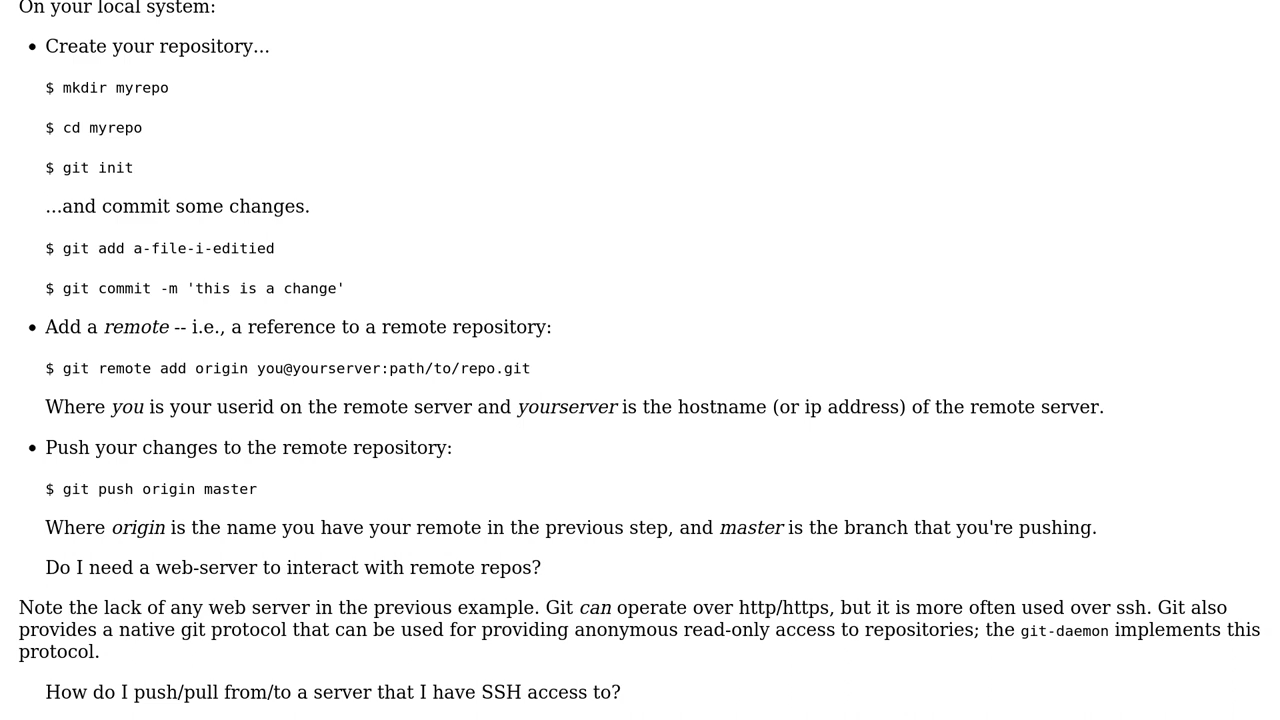 On your local system:
• Create your repository...
$ mkdir myrepo
$ cd myrepo
$ git init
...and commit some changes.
$ git add a-file-i-editied
$ git commit -m 'this is a change'
• Add a remote -- i.e., a reference to a remote repository:
$ git remote add origin you@yourserver:path/to/repo.git
Where you is your userid on the remote server and yourserver is the hostname (or ip address) of the remote server.
• Push your changes to the remote repository:
$ git push origin master
Where origin is the name you have your remote in the previous step, and master is the branch that you're pushing.
Do I need a web-server to interact with remote repos?
Note the lack of any web server in the previous example. Git can operate over http/https, but it is more often used over ssh. Git also
provides a native git protocol that can be used for providing anonymous read-only access to repositories; the git-daemon implements this
protocol.
How do I push/pull from/to a server that I have SSH access to?